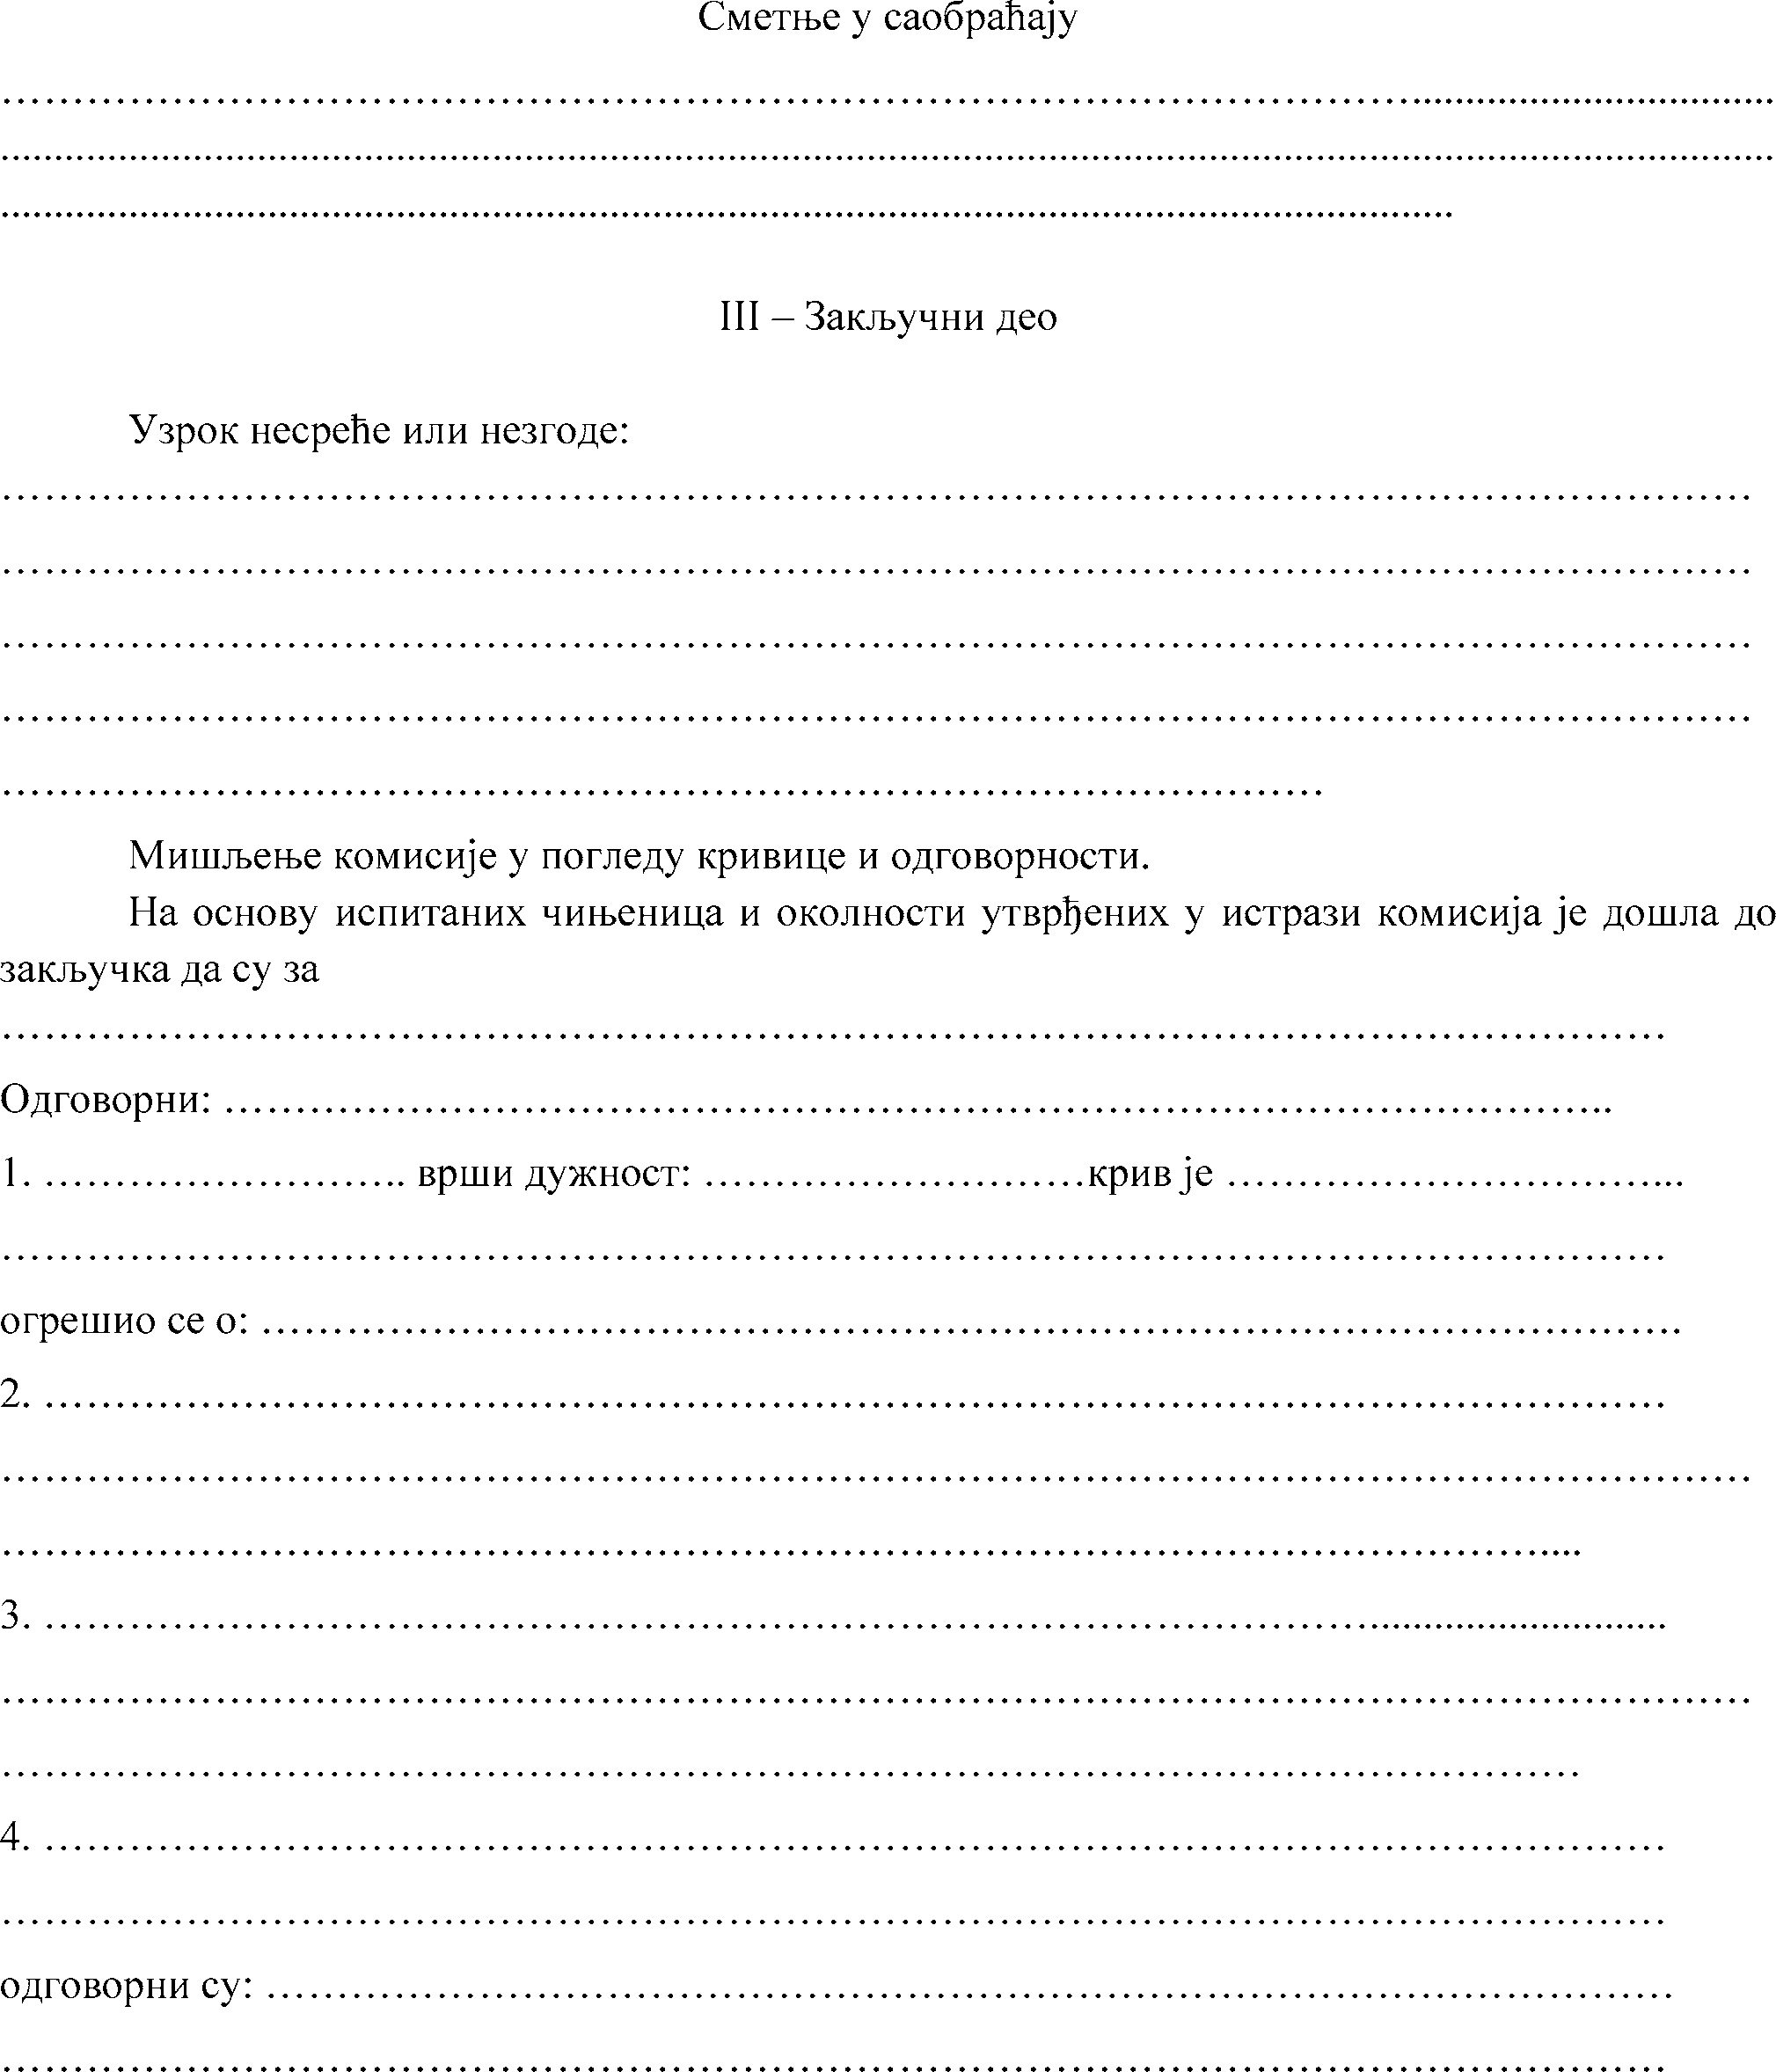 Сметње у саобраћају
……………………………………………………………………………………….................................
.....................................................................................................................................................................
.......................................................................................................................................
III – Закључни део
Узрок несреће или незгоде:
……………………………………………………………………………………………………………
……………………………………………………………………………………………………………
……………………………………………………………………………………………………………
……………………………………………………………………………………………………………
…………………………………………………………………………………
Мишљење комисије у погледу кривице и одговорности.
На основу испитаних чињеница и околности утврђених у истрази комисија је дошла до
закључка да су за
………………………………………………………………………………………………………
Одговорни: ……………………………………………………………………………………..
1. …………………….. врши дужност: ………………………крив је …………………………...
………………………………………………………………………………………………………
огрешио се о: ………………………………………………………………………………………
2. ……………………………………………………………………………………………………
……………………………………………………………………………………………………………
………………………………………………………………………………………………...
3. …………………………………………………………………………………...........................
……………………………………………………………………………………………………………
…………………………………………………………………………………………………
4. ……………………………………………………………………………………………………
………………………………………………………………………………………………………
одговорни су: ………………………………………………………………………………………
………………………………………………………………………………………………………